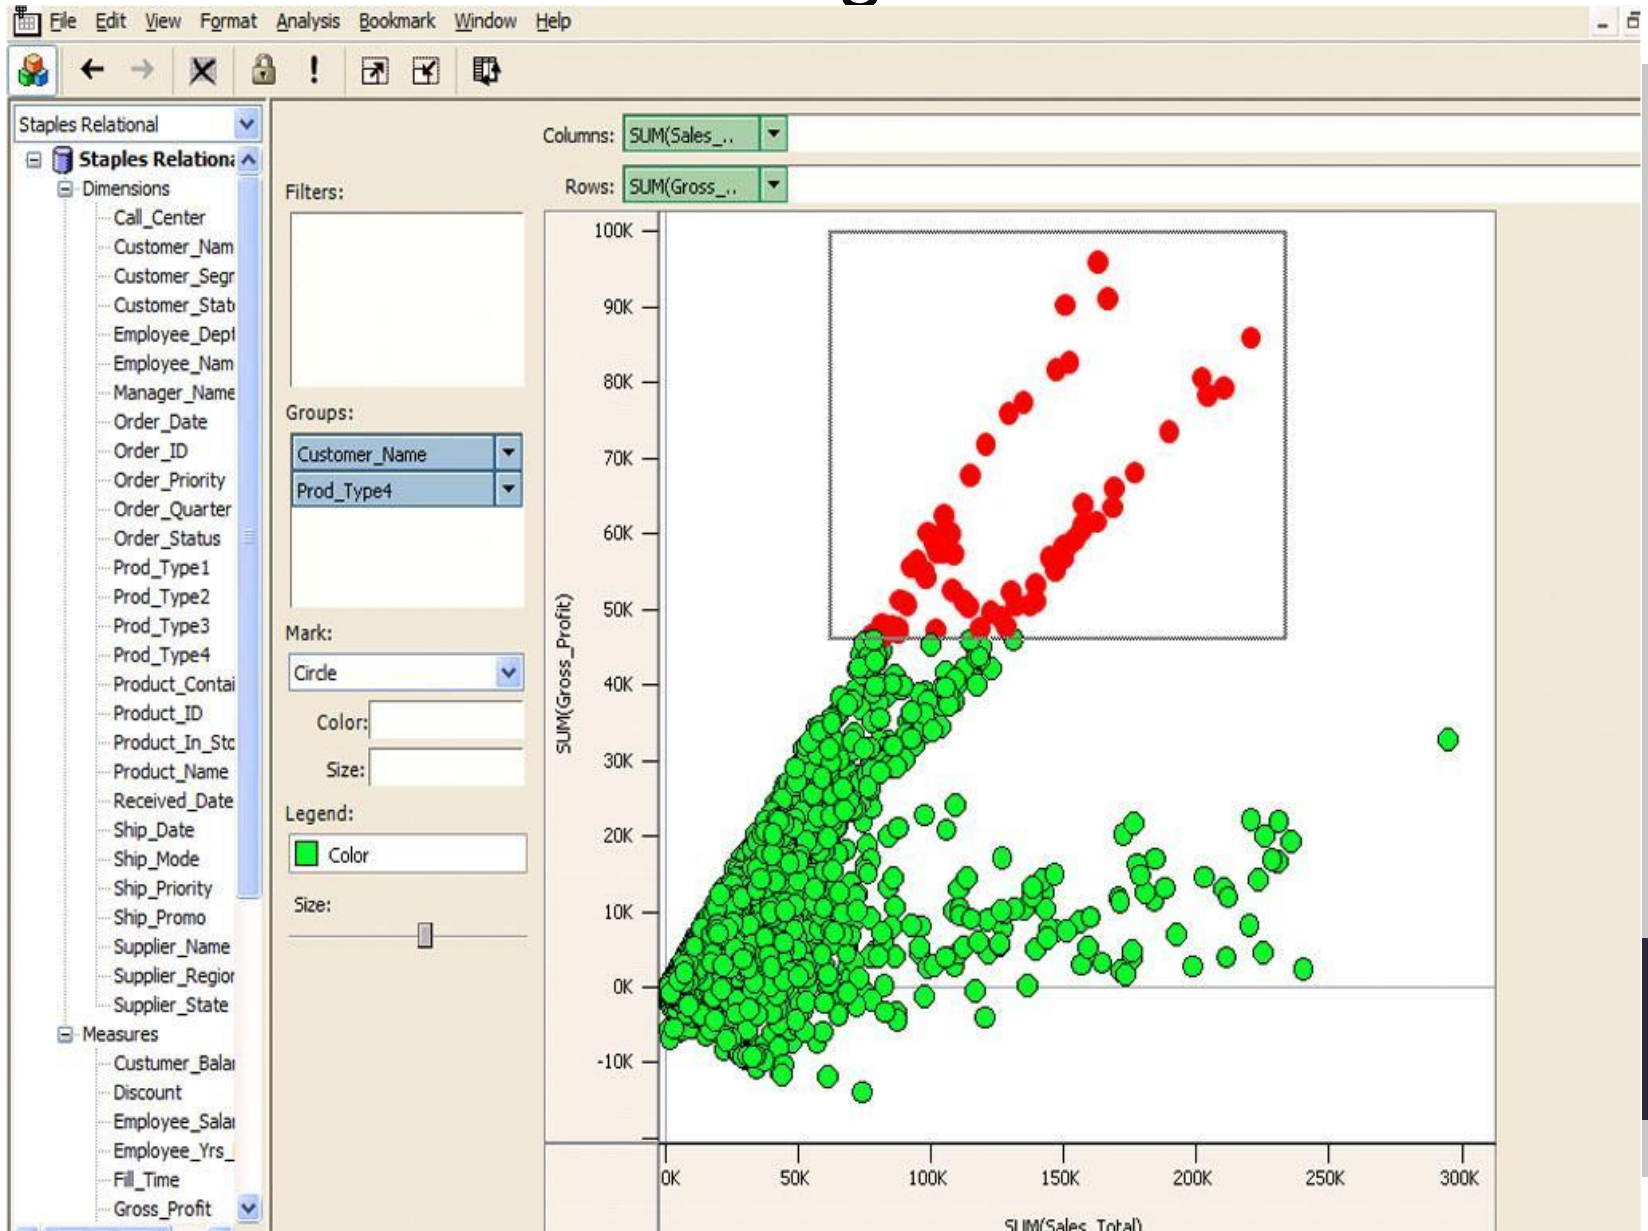 File Edit View Format Analysis Bookmark Window Help
Staples Relational
Staples Relationa
Dimensions
Call_Center
Customer_Nam
Customer_Segr
Customer_Stat
Employee_Dept
Employee_Nam
Manager_Name
Order_Date
Order_ID
Order_Priority
Order_Quarter
Order_Status
Prod_Type1
Prod_Type2
Prod_Type3
Prod_Type4
Product_Contai
Product_ID
Product_In_Sto
Product_Name
Received_Date
Ship_Date
Ship_Mode
Ship_Priority
Ship_Promo
Supplier_Name
Supplier_Region
Supplier_State
Measures
Custumer_Balar
Discount
Employee_Salar
Employee_Yrs_
Fill_Time
Gross_Profit
Filters:
Groups:
Customer_Name
Prod_Type4
Mark:
Circle
Color:
Size:
Legend:
Color
Size:
Columns: SUM(Sales_..
Rows: SUM(Gross_..
SUM(Gross_Profit)
100K
90K
80K
70K
60K
50K
40K
30K
20K
10K
0K
-10K
0K 50K 100K 150K 200K 250K 300K
SUM(Sales_Total)